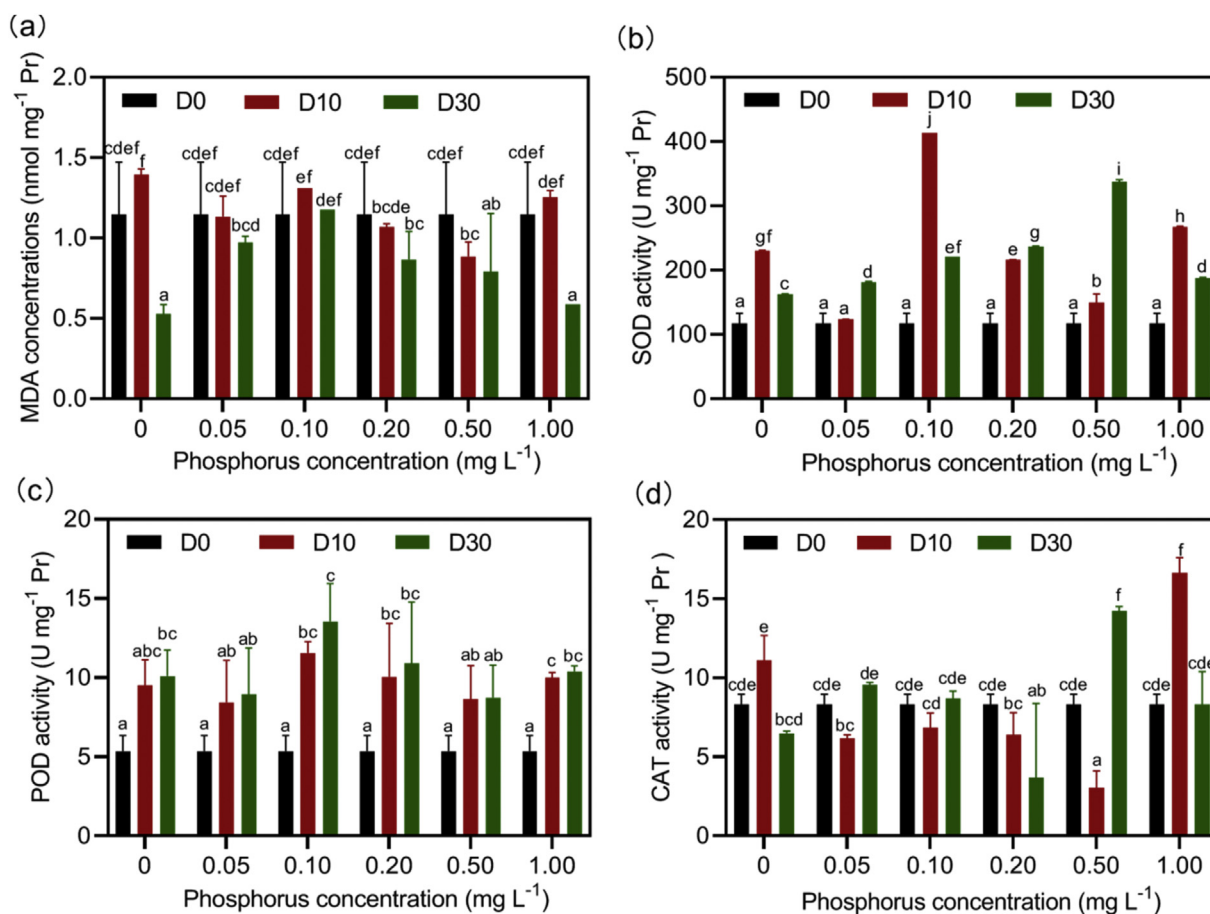 (a)
MDA concentrations (nmol mg⁻¹ Pr)
2.0
1.5
1.0
0.5
0.0
D0 D10 D30
cdef f a
cdef cdef bcd
cdef ef def
cdef bcde bc
cdef bc ab
cdef def a
0 0.05 0.10 0.20 0.50 1.00
Phosphorus concentration (mg L⁻¹)
(b)
SOD activity (U mg⁻¹ Pr)
500
400
300
200
100
0
D0 D10 D30
a gf c
a a d
a j ef
a e g
a b i
a h d
0 0.05 0.10 0.20 0.50 1.00
Phosphorus concentration (mg L⁻¹)
(c)
POD activity (U mg⁻¹ Pr)
20
15
10
5
0
D0 D10 D30
a abc bc
a ab ab
a bc c
a bc bc
a ab ab
a c bc
0 0.05 0.10 0.20 0.50 1.00
Phosphorus concentration (mg L⁻¹)
(d)
CAT activity (U mg⁻¹ Pr )
20
15
10
5
0
D0 D10 D30
cde e bcd
cde bc de
cde cd cde
cde bc ab
cde a f
cde f cde
0 0.05 0.10 0.20 0.50 1.00
Phosphorus concentration (mg L⁻¹)